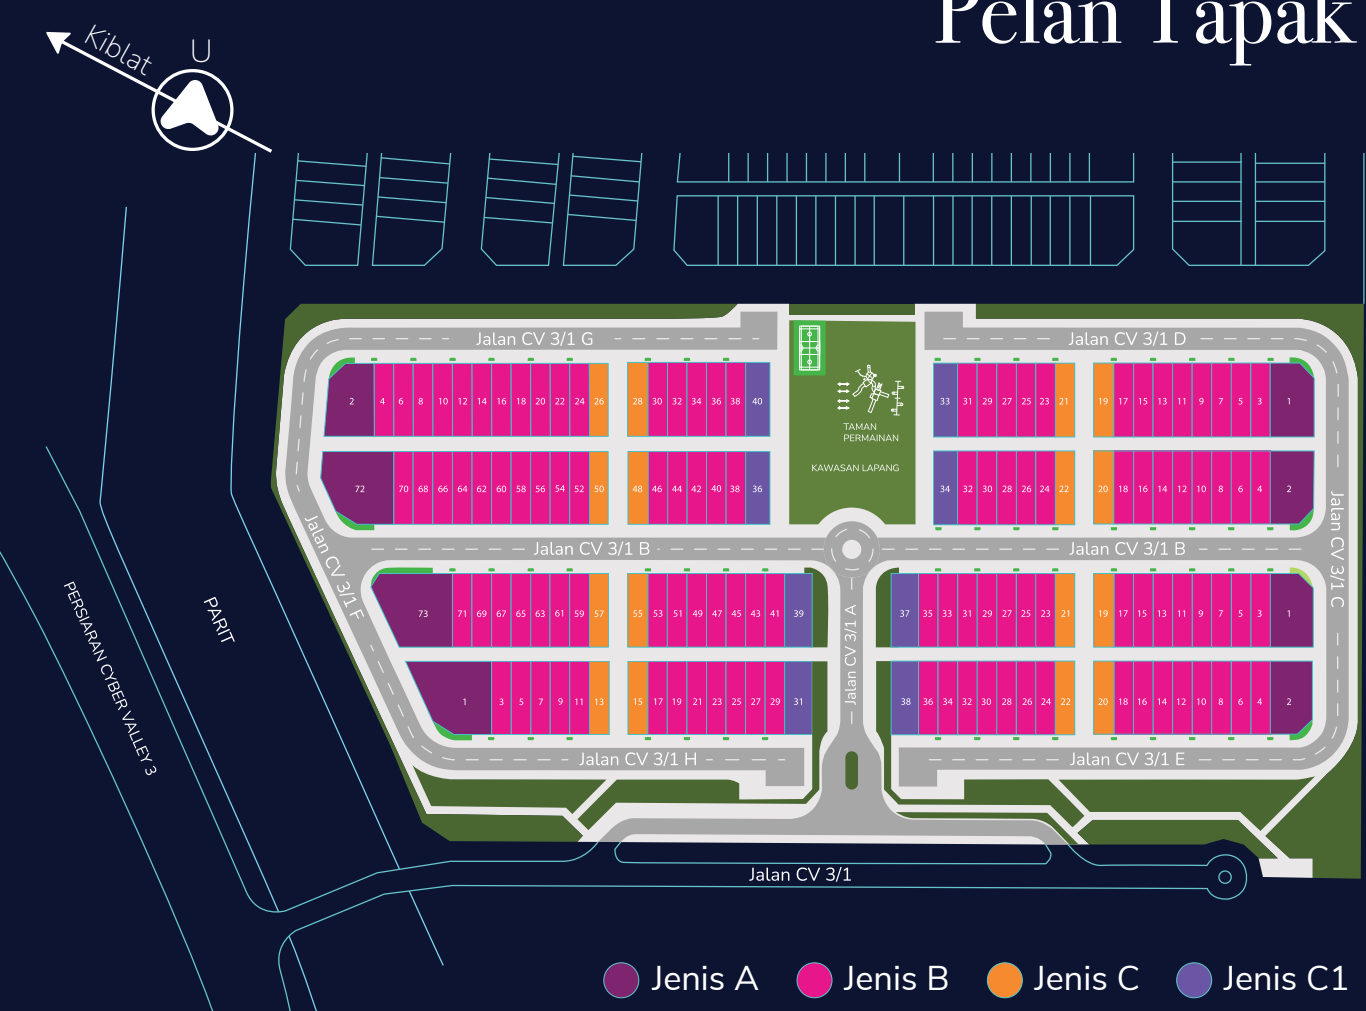 Pelan Tapak
Kiblat
U
Jalan CV 3/1 G
Jalan CV 3/1 D
2 4 6 8 10 12 14 16 18 20 22 24 26 28 30 32 34 36 38 40
33 31 29 27 25 23 21 19 17 15 13 11 9 7 5 3 1
TAMAN
PERMAINAN
KAWASAN LAPANG
72 70 68 66 64 62 60 58 56 54 52 50 48 46 44 42 40 38 36
34 32 30 28 26 24 22 20 18 16 14 12 10 8 6 4 2
Jalan CV 3/1 F
Jalan CV 3/1 B
Jalan CV 3/1 B
Jalan CV 3/1 C
73 71 69 67 65 63 61 59 57 55 53 51 49 47 45 43 41 39
37 35 33 31 29 27 25 23 21 19 17 15 13 11 9 7 5 3 1
Jalan CV 3/1 A
1 3 5 7 9 11 13 15 17 19 21 23 25 27 29 31
38 36 34 32 30 28 26 24 22 20 18 16 14 12 10 8 6 4 2
PARIT
PERSIARAN CYBER VALLEY 3
Jalan CV 3/1 H
Jalan CV 3/1 E
Jalan CV 3/1
Jenis A
Jenis B
Jenis C
Jenis C1